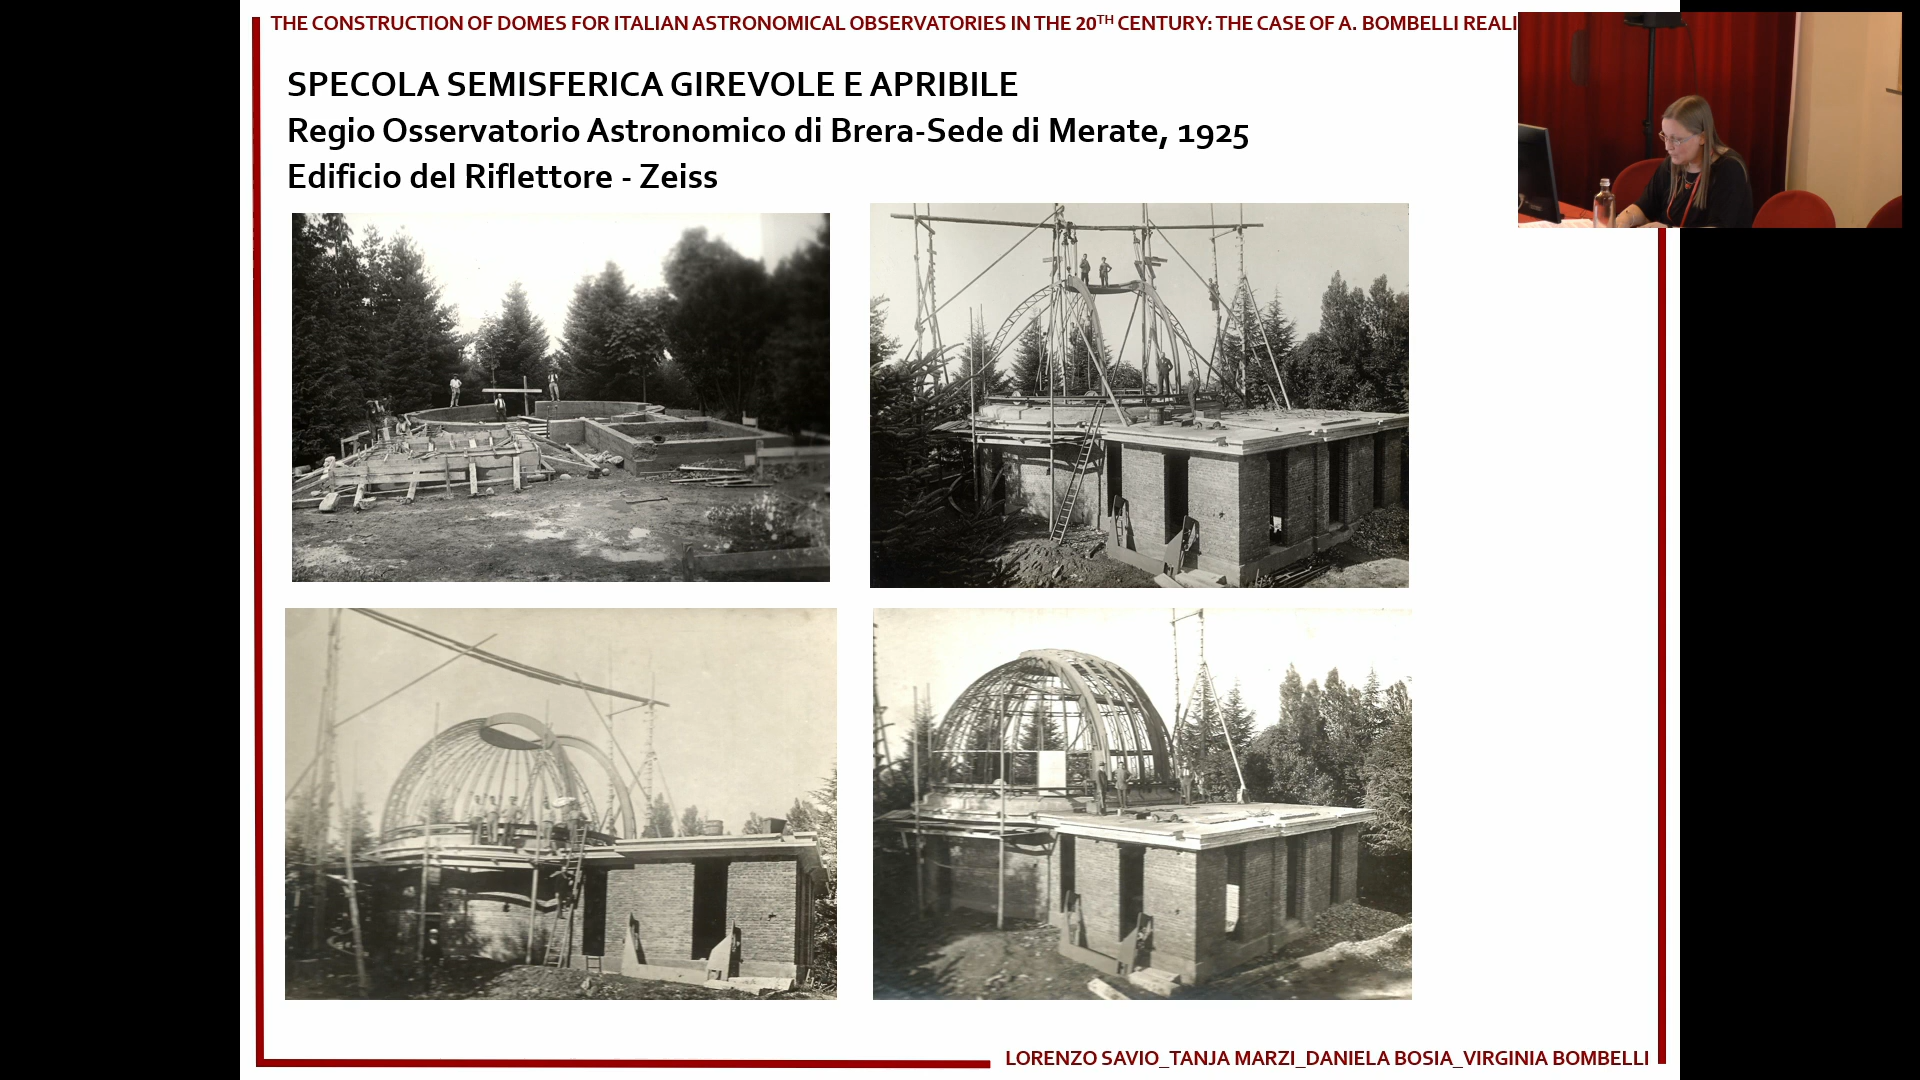 THE CONSTRUCTION OF DOMES FOR ITALIAN ASTRONOMICAL OBSERVATORIES IN THE 20TH CENTURY: THE CASE OF A. BOMBELLI REALI
SPECOLA SEMISFERICA GIREVOLE E APRIBILE
Regio Osservatorio Astronomico di Brera-Sede di Merate, 1925
Edificio del Riflettore - Zeiss
LORENZO SAVIO_TANJA MARZI_DANIELA BOSIA_VIRGINIA BOMBELLI